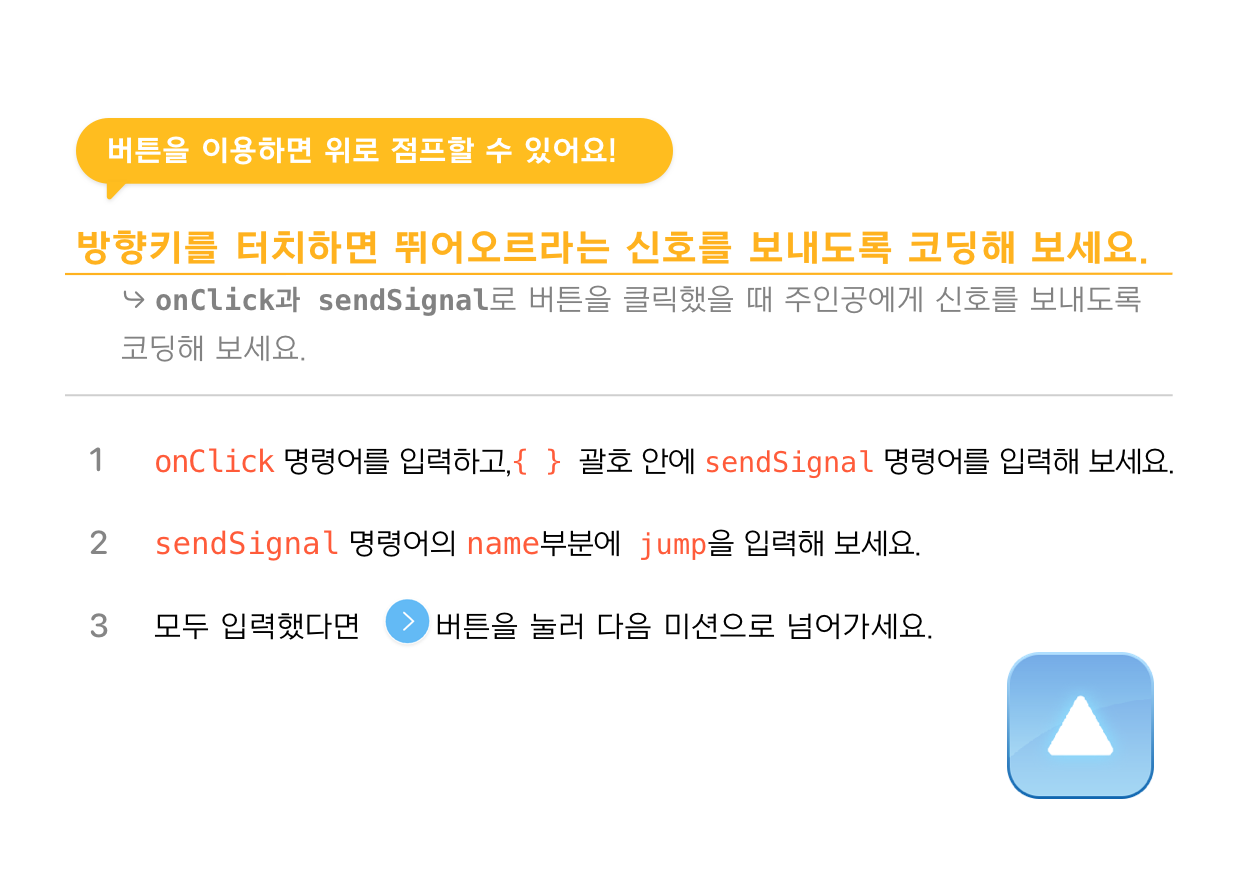 버튼을 이용하면 위로 점프할 수 있어요!
방향키를 터치하면 뛰어오르라는 신호를 보내도록 코딩해 보세요.
↪ onClick과 sendSignal로 버튼을 클릭했을 때 주인공에게 신호를 보내도록
코딩해 보세요.
1 onClick 명령어를 입력하고,{ } 괄호 안에 sendSignal 명령어를 입력해 보세요.
2 sendSignal 명령어의 name부분에 jump을 입력해 보세요.
3 모두 입력했다면 > 버튼을 눌러 다음 미션으로 넘어가세요.